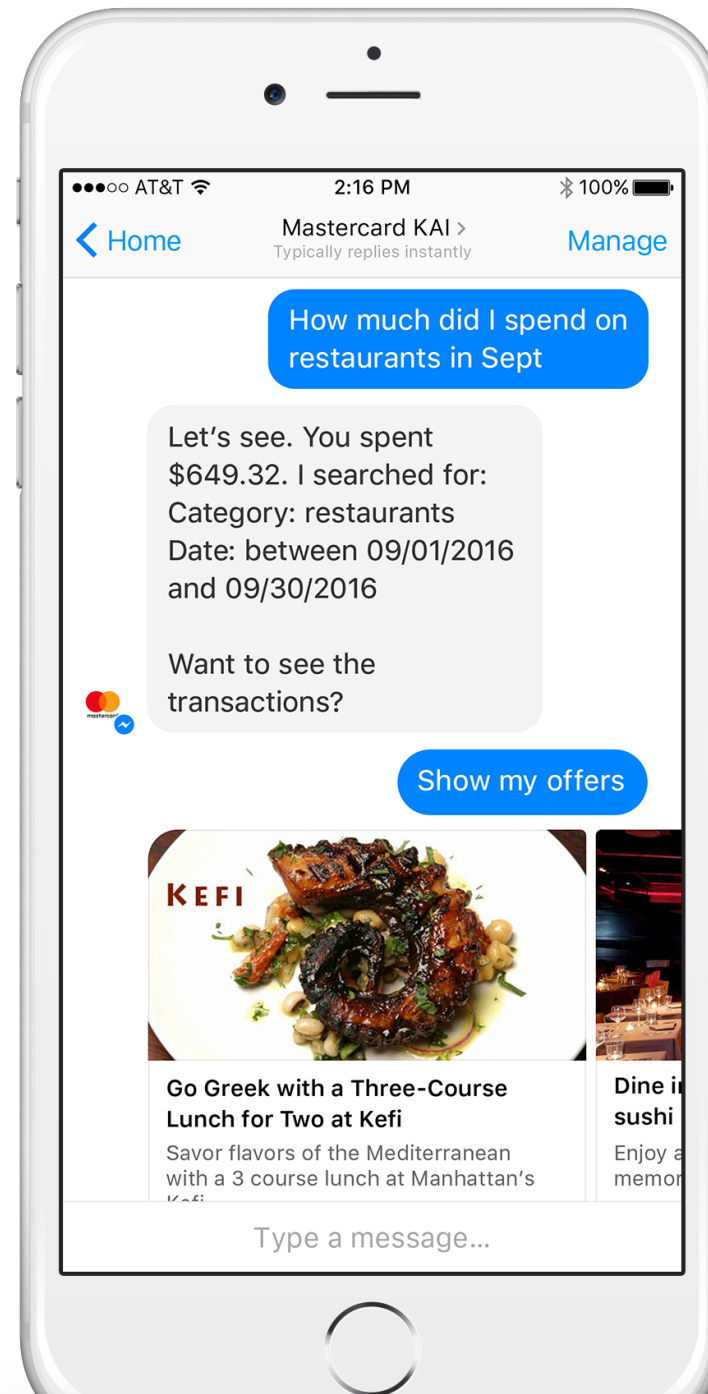 AT&T 2:16 PM 100%
Home Mastercard KAI > Manage
Typically replies instantly
How much did I spend on
restaurants in Sept
Let's see. You spent
$649.32. I searched for:
Category: restaurants
Date: between 09/01/2016
and 09/30/2016
Want to see the
transactions?
mastercard
Show my offers
KEFI
Go Greek with a Three-Course
Lunch for Two at Kefi
Savor flavors of the Mediterranean
with a 3 course lunch at Manhattan's
Kefi
Dine
sushi
Enjoy a
Type a message...